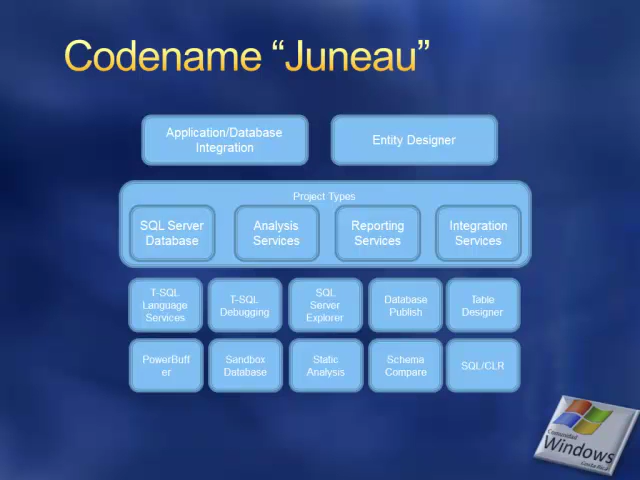 Codename “Juneau”
Application/Database
Integration
Entity Designer
Project Types
SQL Server
Database
Analysis
Services
Reporting
Services
Integration
Services
T-SQL
Language
Services
T-SQL
Debugging
SQL
Server
Explorer
Database
Publish
Table
Designer
PowerBuff
er
Sandbox
Database
Static
Analysis
Schema
Compare
SQL/CLR
Comunidad
Windows
Costa Rica